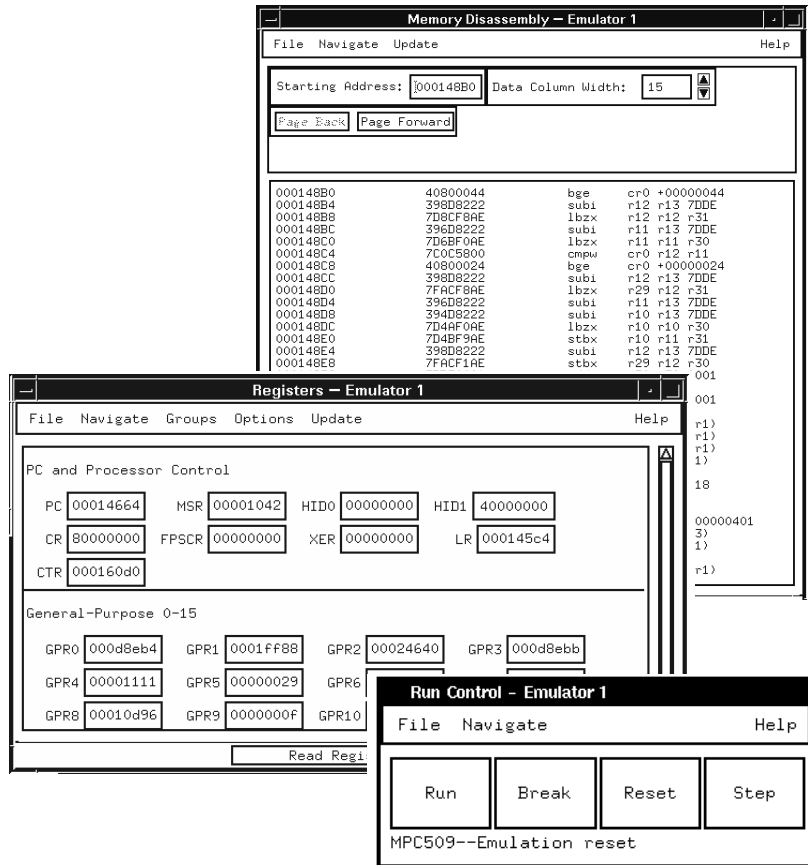 Memory Disassembly — Emulator 1
File Navigate Update Help
Starting Address: 000148B0 Data Column Width: 15
Page Back Page Forward
000148B0 40800044 bge cr0 +00000044
000148B4 398D8222 subi r12 r13 7DDE
000148B8 7D8CF8AE lbzx r12 r12 r31
000148BC 396D8222 subi r11 r13 7DDE
000148C0 7D6BF0AE lbzx r11 r11 r30
000148C4 7C0C5800 cmpw cr0 r12 r11
000148C8 40800024 bge cr0 +00000024
000148CC 398D8222 subi r12 r13 7DDE
000148D0 7FACF8AE lbzx r29 r12 r31
000148D4 396D8222 subi r11 r13 7DDE
000148D8 394D8222 subi r10 r13 7DDE
000148DC 7D4AF0AE lbzx r10 r10 r30
000148E0 7D4BF9AE stbx r10 r11 r31
000148E4 398D8222 subi r12 r13 7DDE
000148E8 7FACF1AE stbx r29 r12 r30
001
001
r1)
r1)
r1)
1)
18
00000401
3)
1)
r1)
Registers — Emulator 1
File Navigate Groups Options Update Help
PC and Processor Control
PC 00014664 MSR 00001042 HID0 00000000 HID1 40000000
CR 80000000 FPSCR 00000000 XER 00000000 LR 000145c4
CTR 000160d0
General-Purpose 0-15
GPR0 000d8eb4 GPR1 0001ff88 GPR2 00024640 GPR3 000d8ebb
GPR4 00001111 GPR5 00000029 GPR6
GPR8 00010d96 GPR9 0000000f GPR10
Read Regi
Run Control - Emulator 1
File Navigate Help
Run Break Reset Step
MPC509--Emulation reset